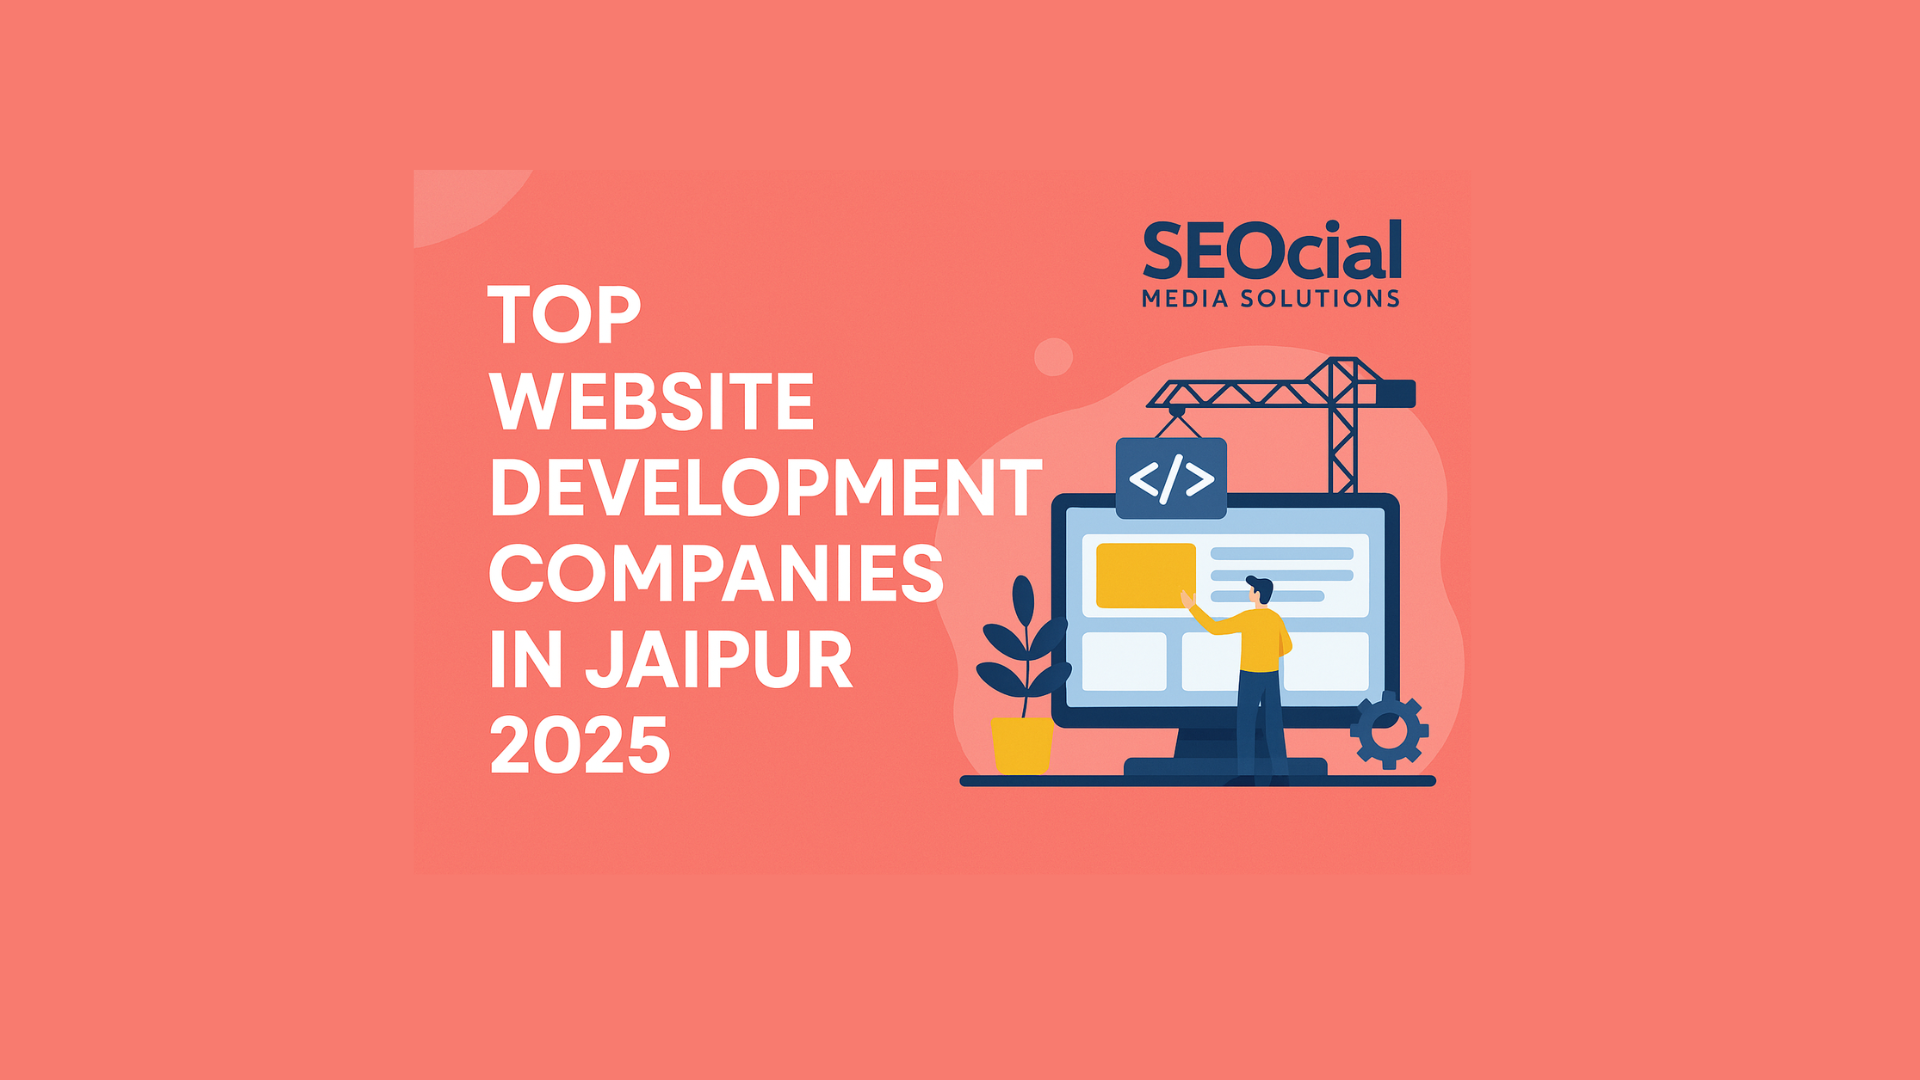 TOP
WEBSITE
DEVELOPMENT
COMPANIES
IN JAIPUR
2025
SEOcial
MEDIA SOLUTIONS
</>